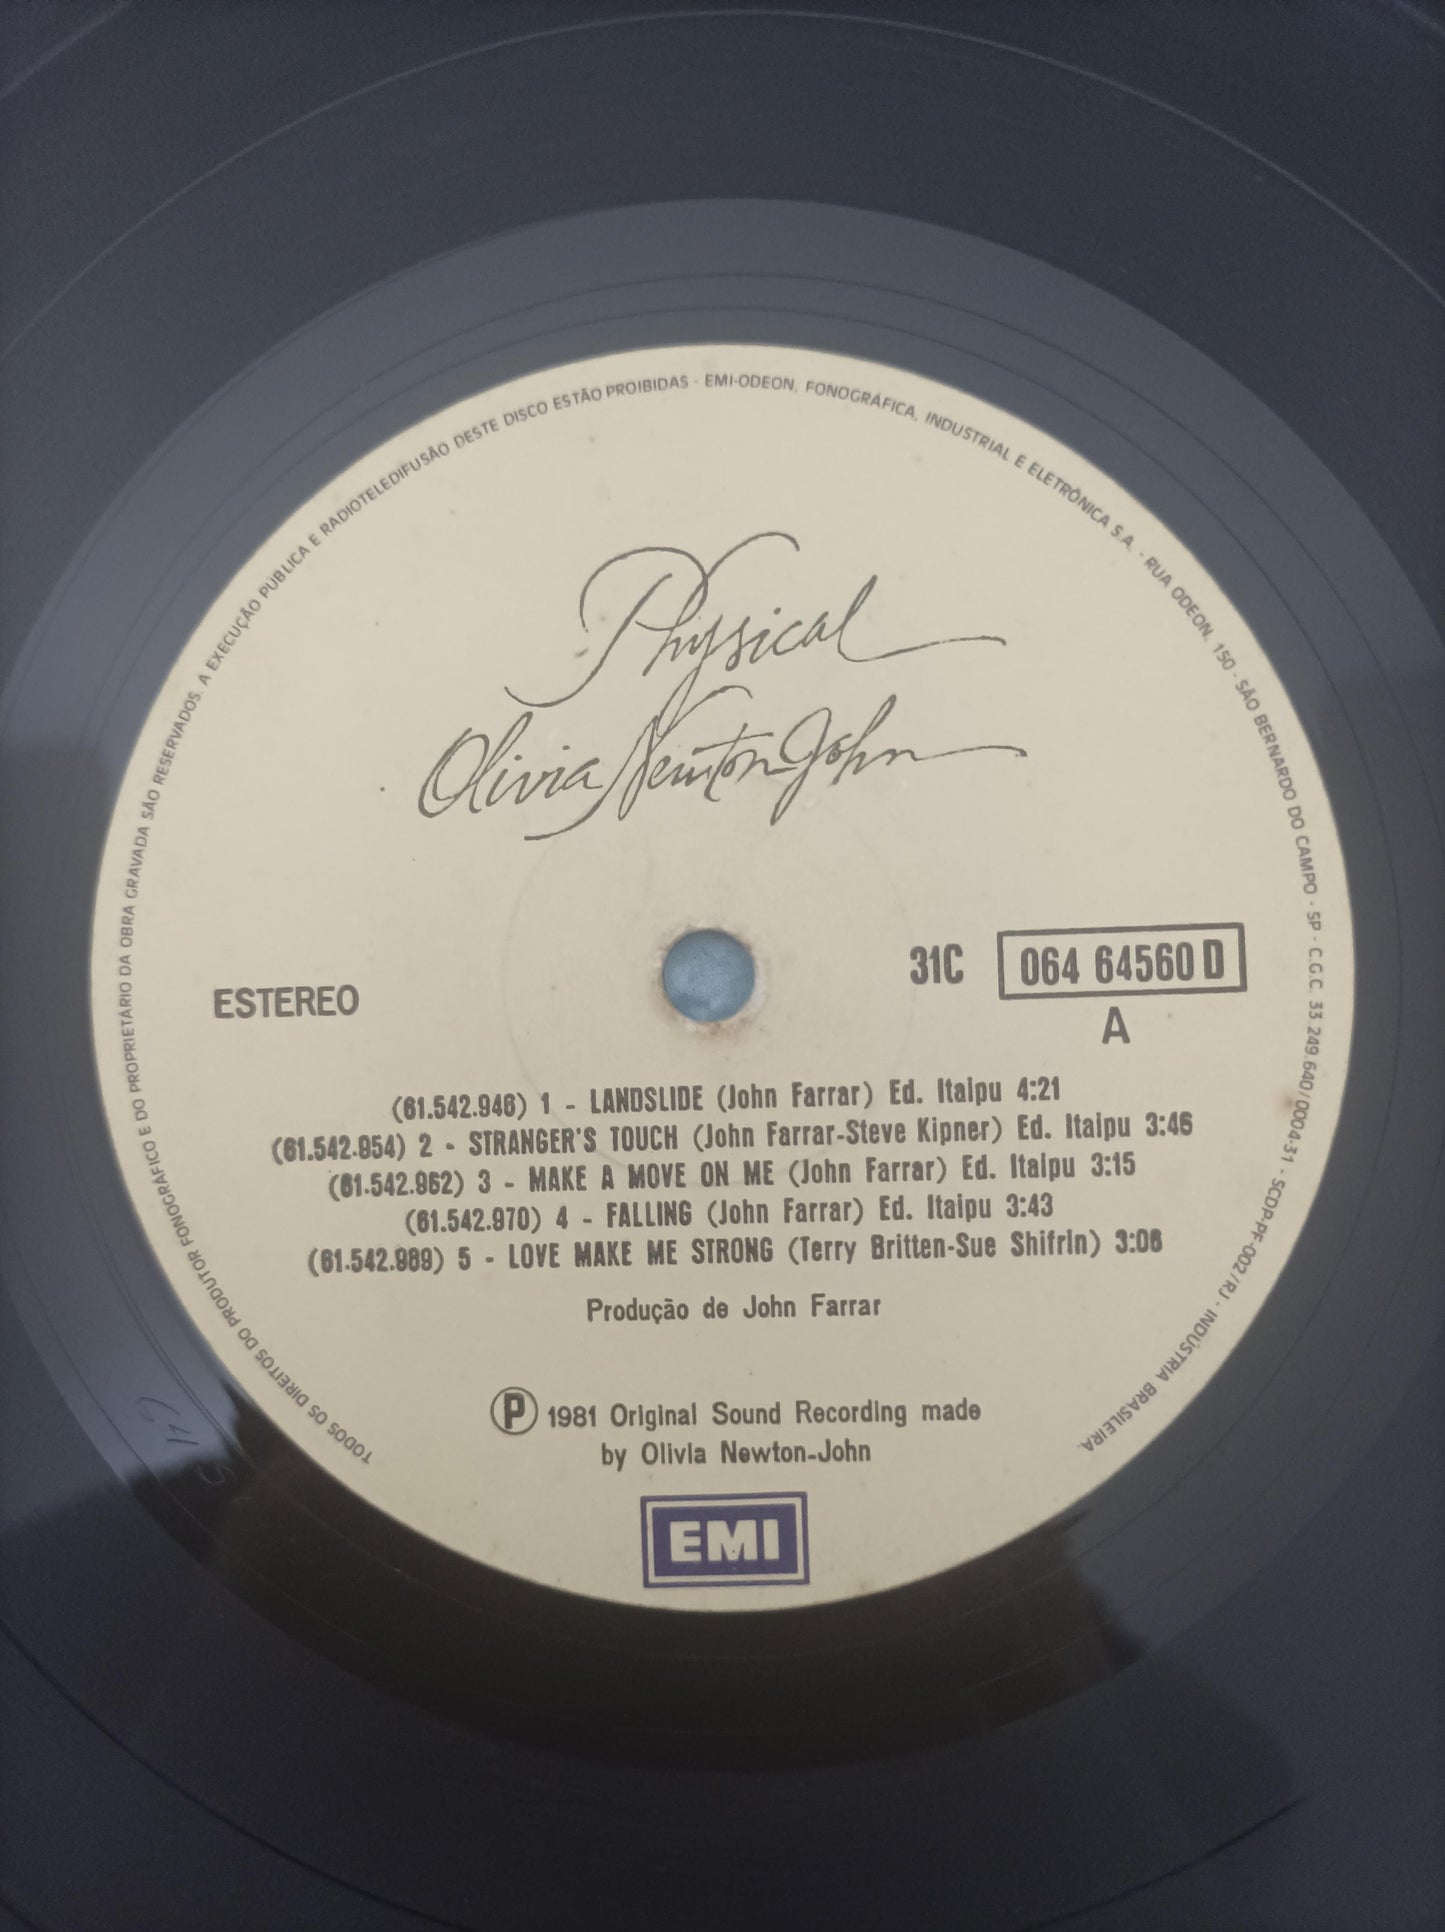 TODOS OS DIREITOS DO PRODUTOR FONOGRÁFICO E DO PROPRIETÁRIO DA OBRA GRAVADA SÃO RESERVADOS. A EXECUÇÃO PÚBLICA E RADIOTELEDIFUSÃO DESTE DISCO ESTÃO PROIBIDAS - EMI-ODEON, FONOGRÁFICA, INDUSTRIAL E ELETRÔNICA S.A. - RUA ODEON, 150 - SÃO BERNARDO DO CAMPO - SP - C.G.C. 33.249.640/0004-31 - SCDP-PF-002/RJ - INDÚSTRIA BRASILEIRA.
Physical
Olivia Newton-John
ESTEREO
31C 064 64560 D
A
(61.542.946) 1 - LANDSLIDE (John Farrar) Ed. Itaipu 4:21
(61.542.954) 2 - STRANGER'S TOUCH (John Farrar-Steve Kipner) Ed. Itaipu 3:46
(61.542.962) 3 - MAKE A MOVE ON ME (John Farrar) Ed. Itaipu 3:15
(61.542.970) 4 - FALLING (John Farrar) Ed. Itaipu 3:43
(61.542.989) 5 - LOVE MAKE ME STRONG (Terry Britten-Sue Shifrin) 3:06
Produção de John Farrar
Ⓟ 1981 Original Sound Recording made
by Olivia Newton-John
EMI